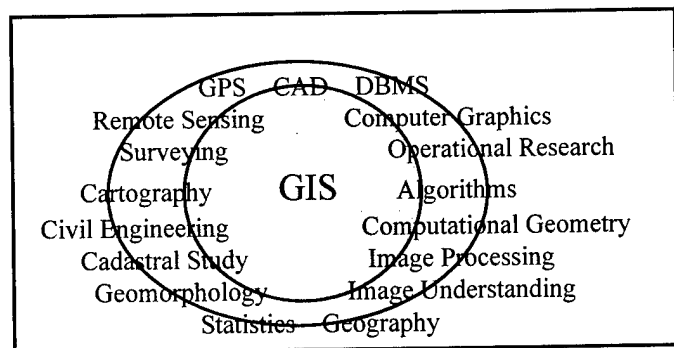 GPS CAD DBMS
Remote Sensing Computer Graphics
Surveying Operational Research
Cartography GIS Algorithms
Civil Engineering Computational Geometry
Cadastral Study Image Processing
Geomorphology Image Understanding
Statistics Geography